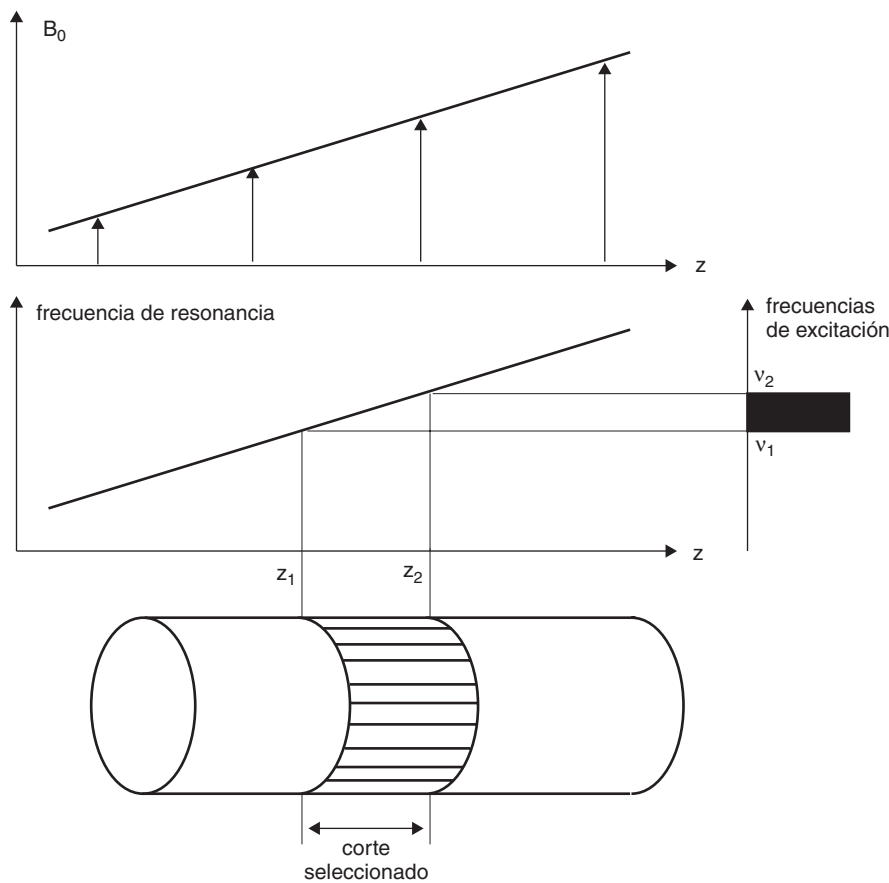 B₀
z
frecuencia de resonancia
frecuencias
de excitación
ν₂
ν₁
z
z₁
z₂
corte
seleccionado